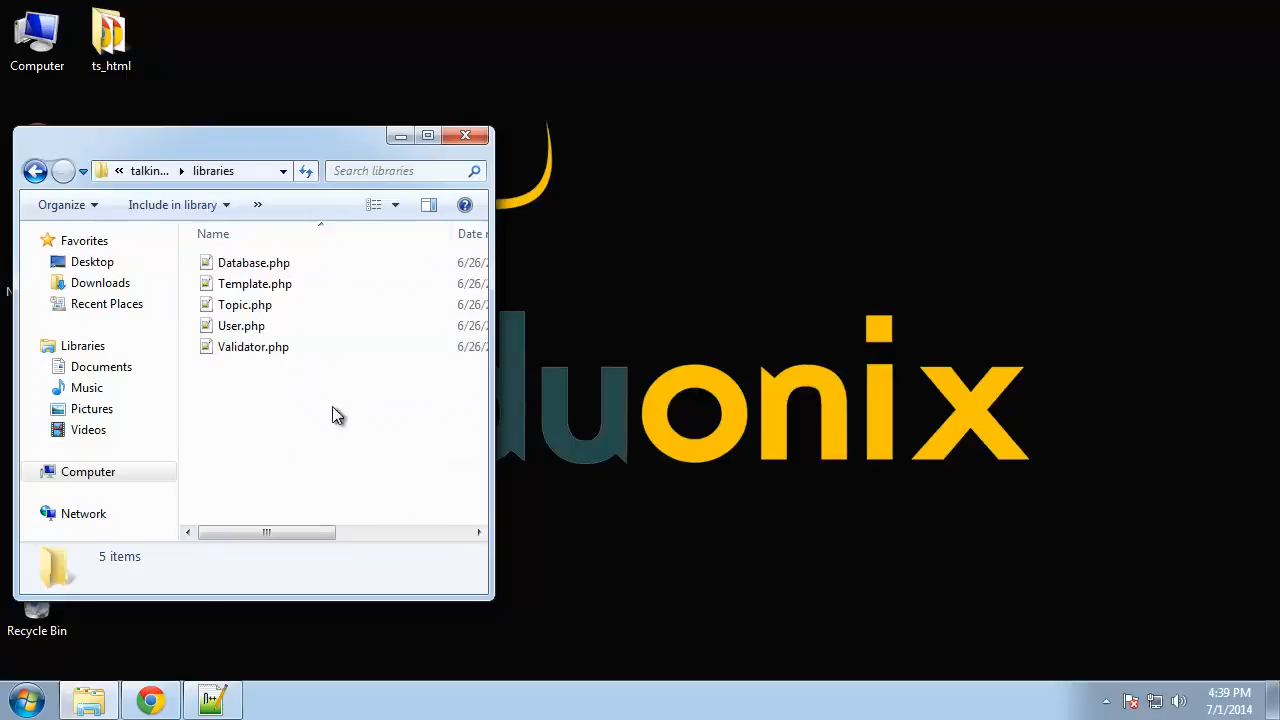 Computer
ts_html
talkin...
libraries
Search libraries
Organize
Include in library
»
Name
Date
Favorites
Desktop
Downloads
Recent Places
Libraries
Documents
Music
Pictures
Videos
Computer
Network
Database.php
6/26/
Template.php
6/26/
Topic.php
6/26/
User.php
6/26/
Validator.php
6/26/
5 items
duonix
Recycle Bin
4:39 PM
7/1/2014